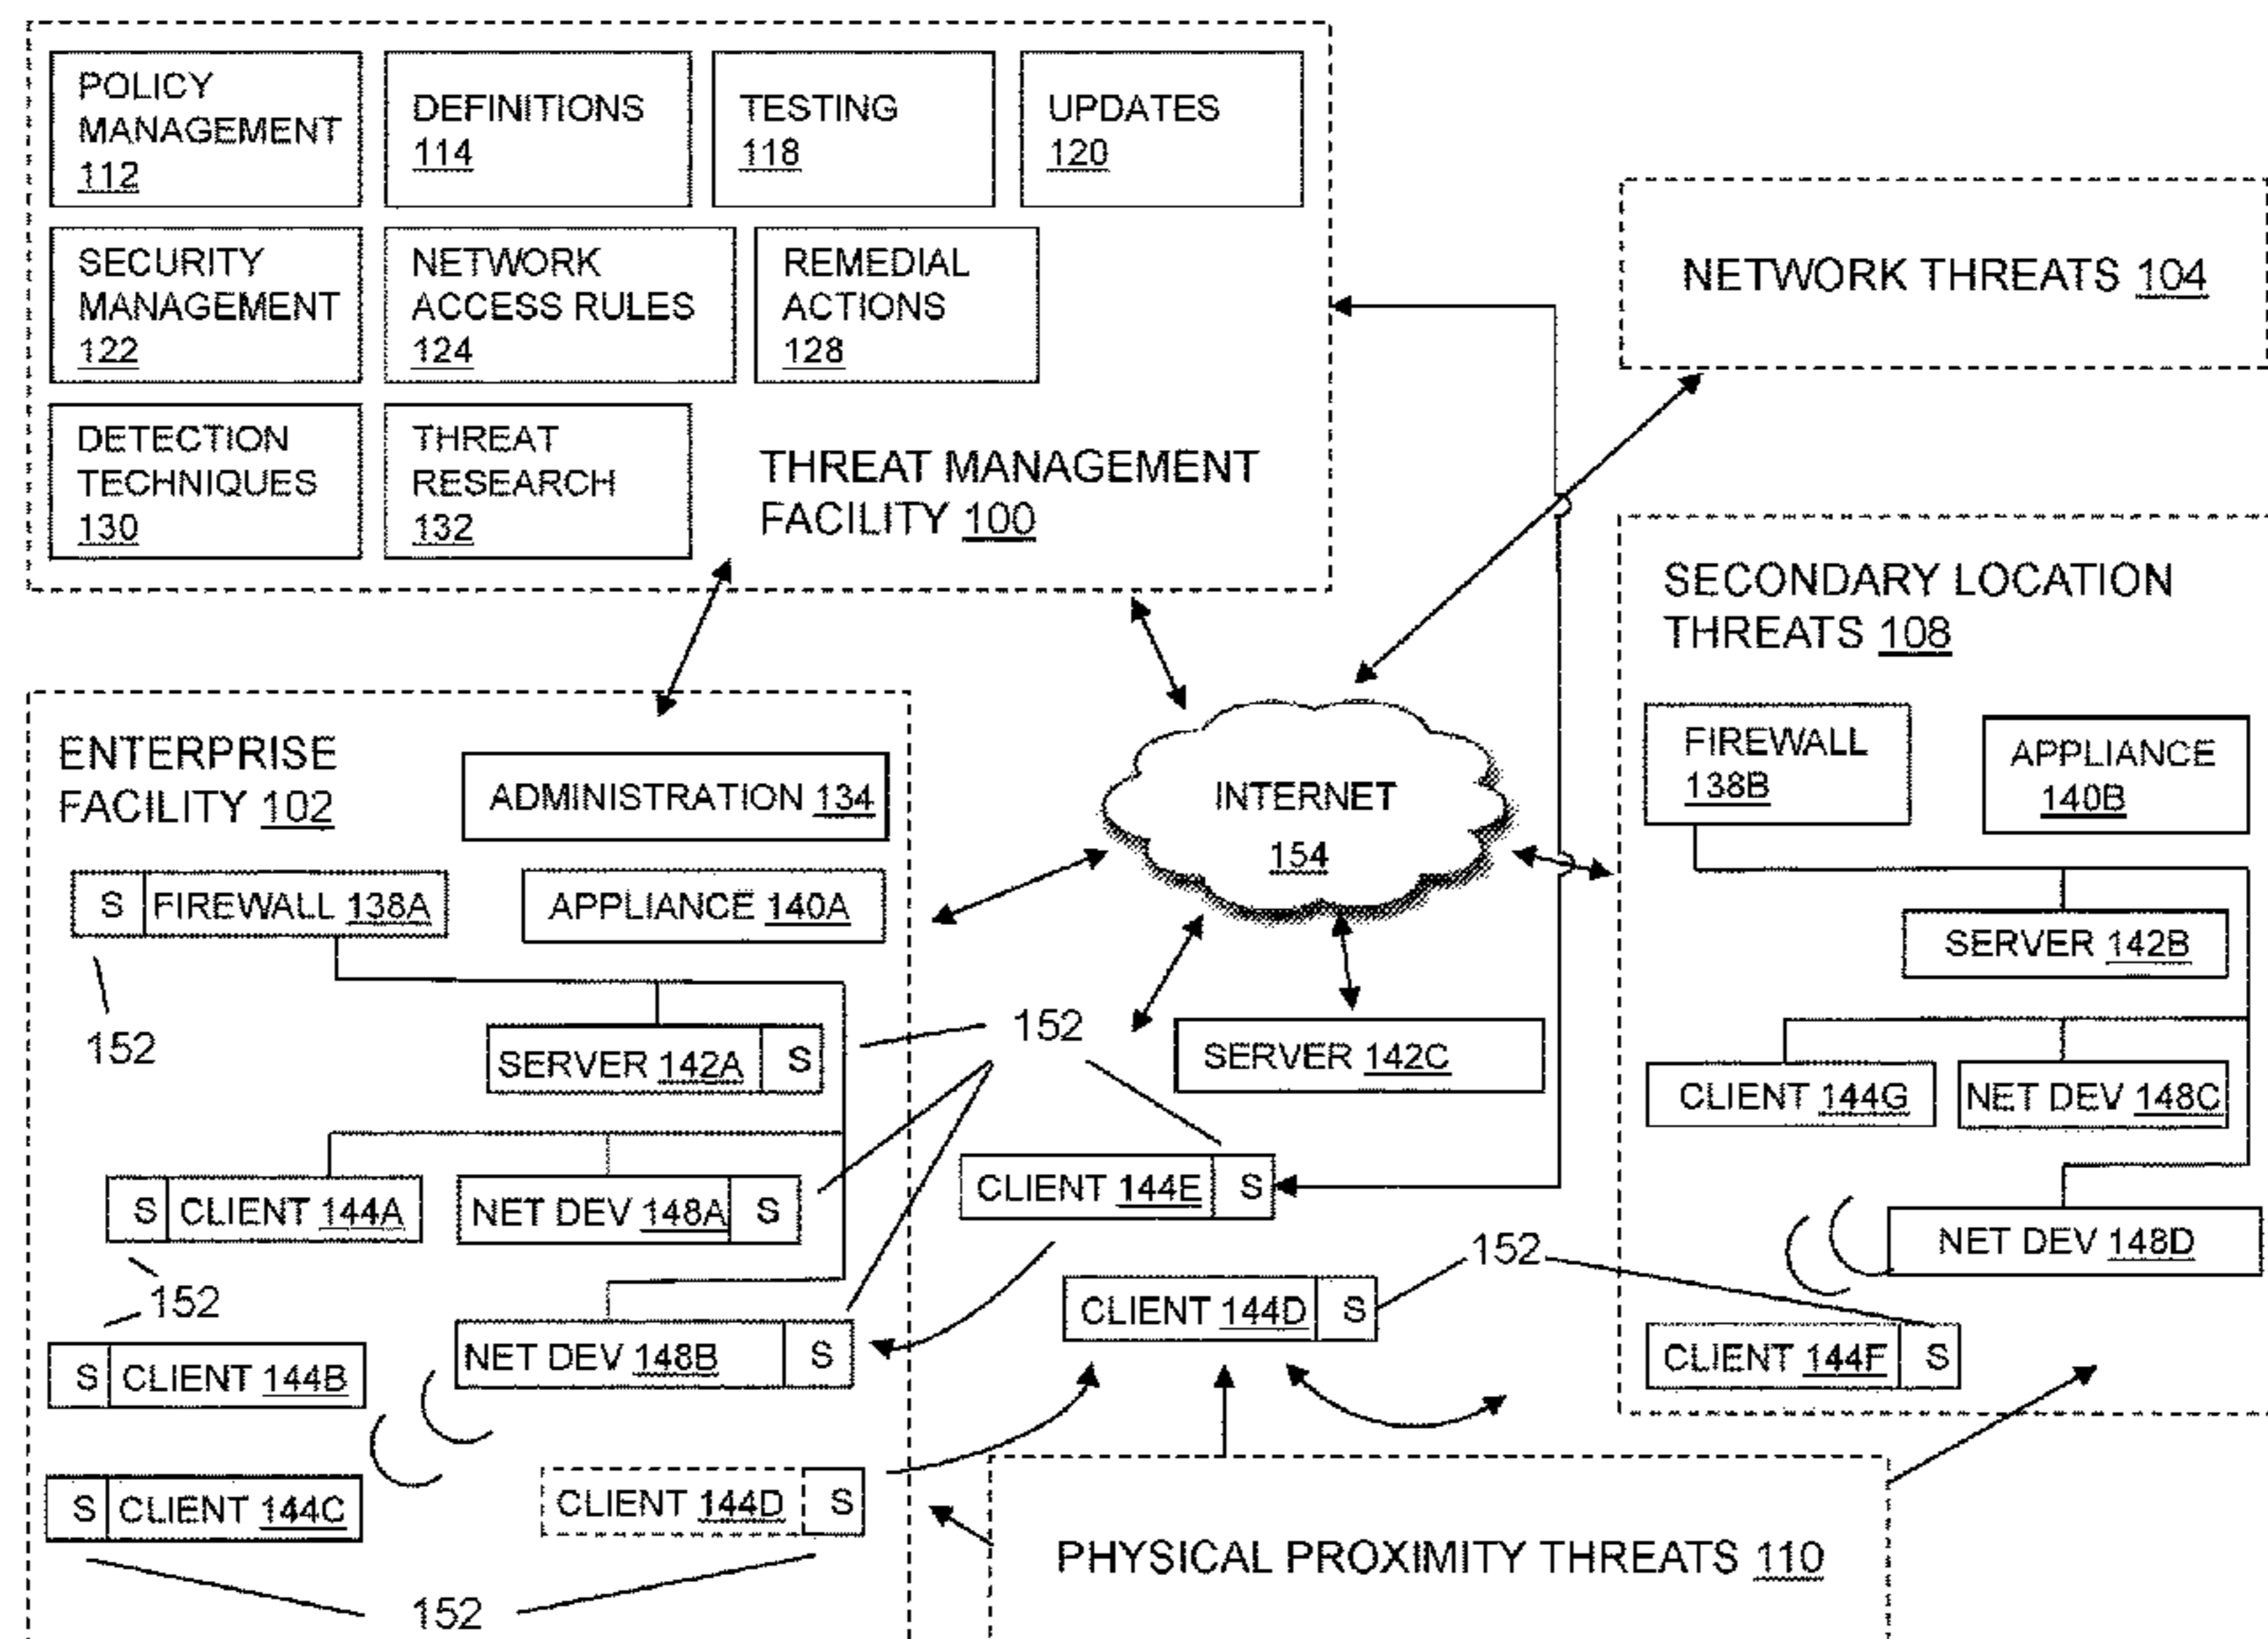 POLICY
MANAGEMENT
112
DEFINITIONS
114
TESTING
118
UPDATES
120
SECURITY
MANAGEMENT
122
NETWORK
ACCESS RULES
124
REMEDIAL
ACTIONS
128
DETECTION
TECHNIQUES
130
THREAT
RESEARCH
132
THREAT MANAGEMENT
FACILITY 100
NETWORK THREATS 104
SECONDARY LOCATION
THREATS 108
FIREWALL
138B
APPLIANCE
140B
SERVER 142B
CLIENT 144G
NET DEV 148C
NET DEV 148D
CLIENT 144F S
ENTERPRISE
FACILITY 102
ADMINISTRATION 134
S FIREWALL 138A
APPLIANCE 140A
152
SERVER 142A S
S CLIENT 144A
NET DEV 148A S
152
S CLIENT 144B
NET DEV 148B S
S CLIENT 144C
CLIENT 144D S
152
INTERNET
154
152
SERVER 142C
CLIENT 144E S
CLIENT 144D S
152
PHYSICAL PROXIMITY THREATS 110